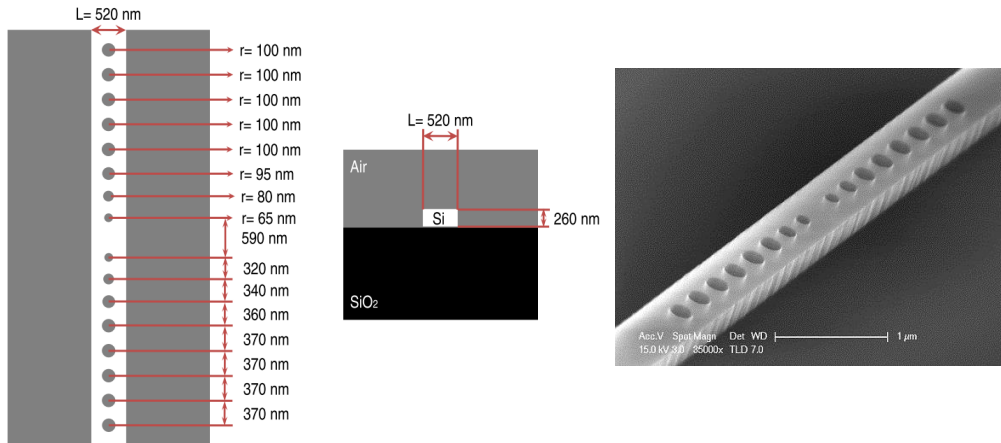 L= 520 nm
r= 100 nm
r= 100 nm
r= 100 nm
r= 100 nm
r= 100 nm
r= 95 nm
r= 80 nm
r= 65 nm
590 nm
320 nm
340 nm
360 nm
370 nm
370 nm
370 nm
370 nm
L= 520 nm
Air
Si
260 nm
SiO₂
Acc.V Spot Magn Det WD
15.0 kV 3.0 35000x TLD 7.0
1 μm